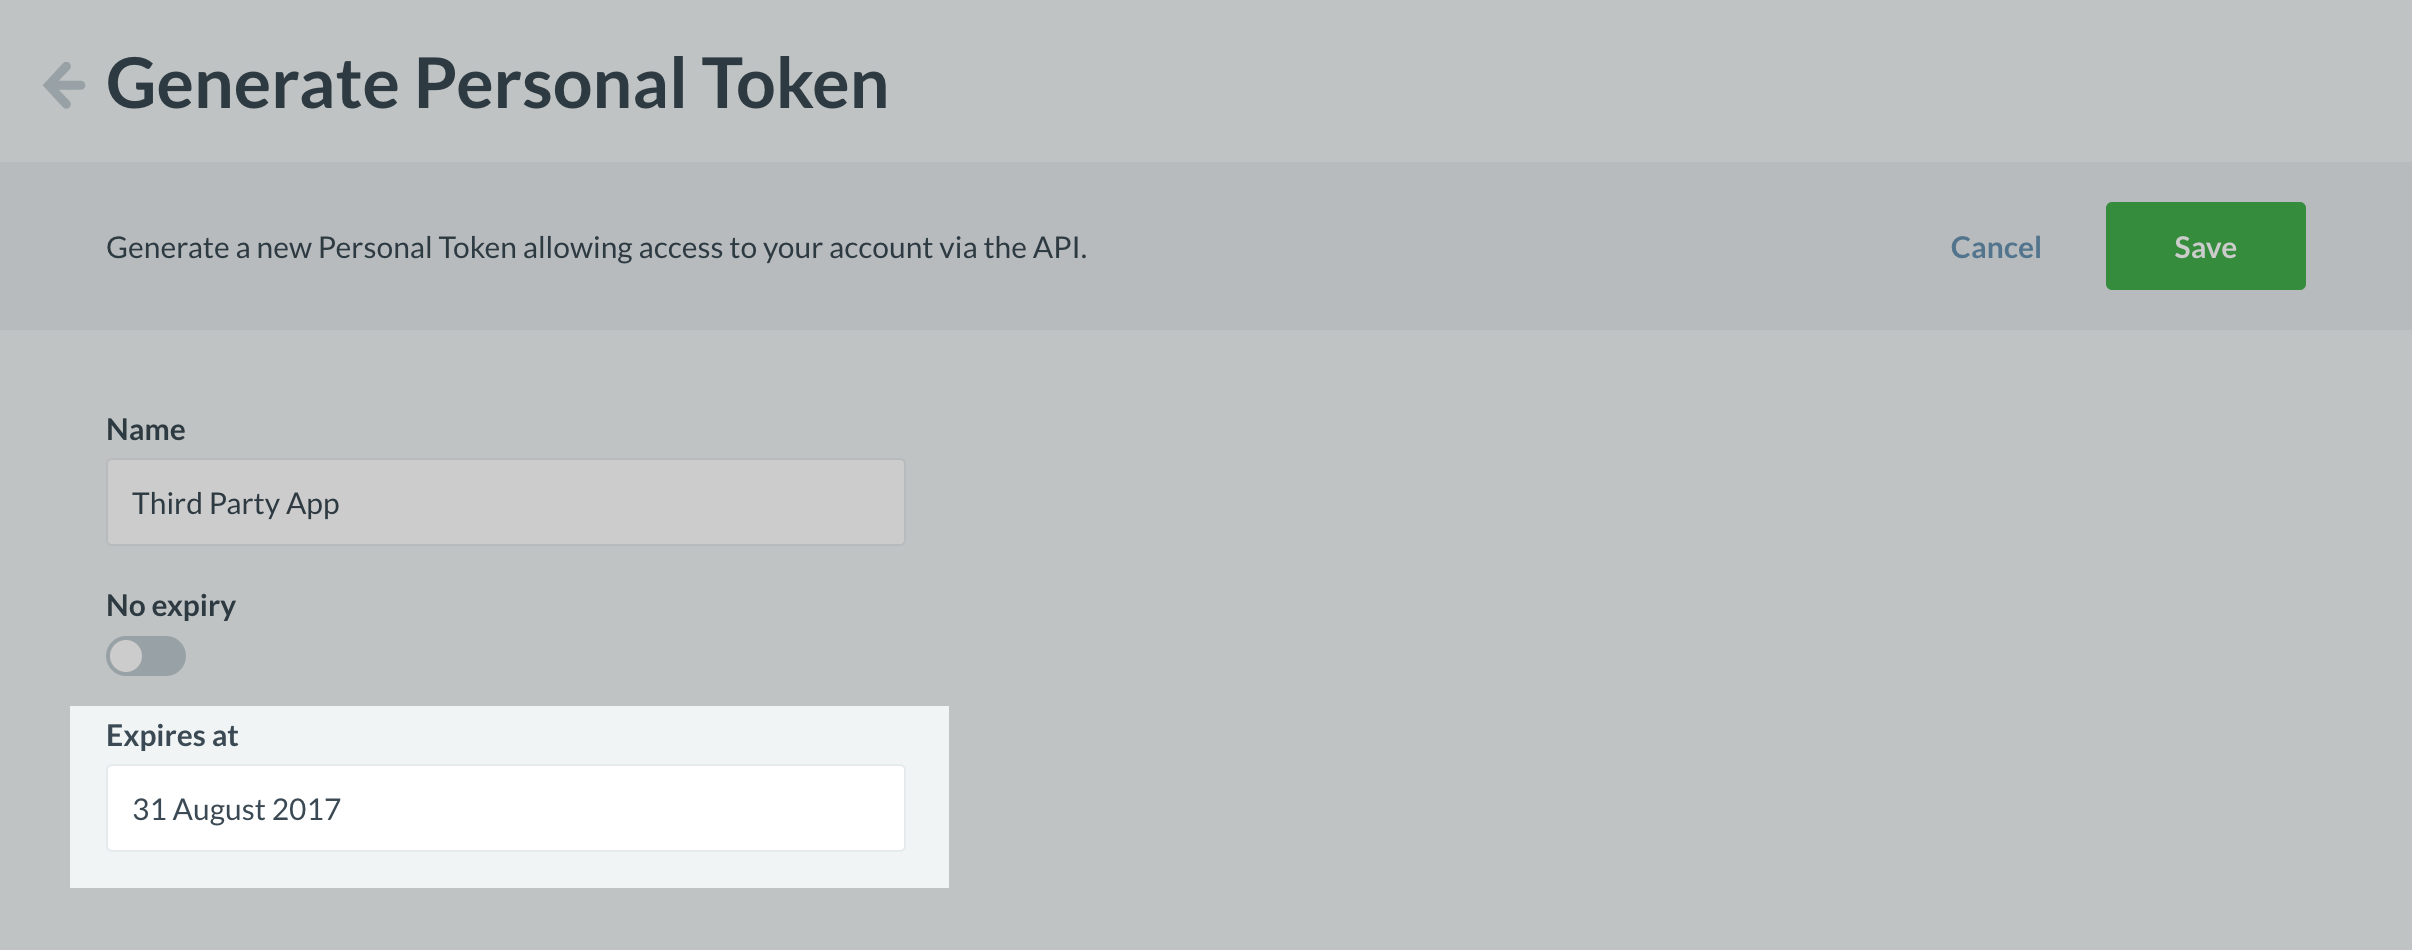 Generate Personal Token
Generate a new Personal Token allowing access to your account via the API.
Cancel
Save
Name
Third Party App
No expiry
Expires at
31 August 2017